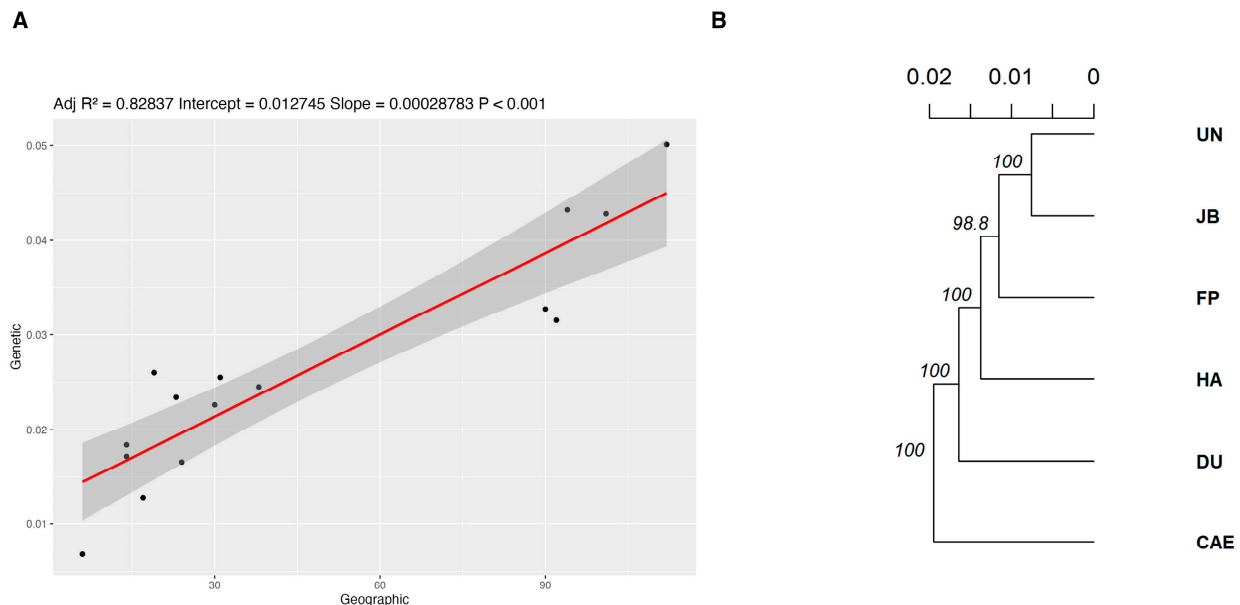 A
Adj R² = 0.82837 Intercept = 0.012745 Slope = 0.00028783 P < 0.001
0.05
0.04
0.03
0.02
0.01
Genetic
30
60
90
Geographic
B
0.02
0.01
0
UN
100
JB
98.8
FP
100
HA
100
DU
100
CAE